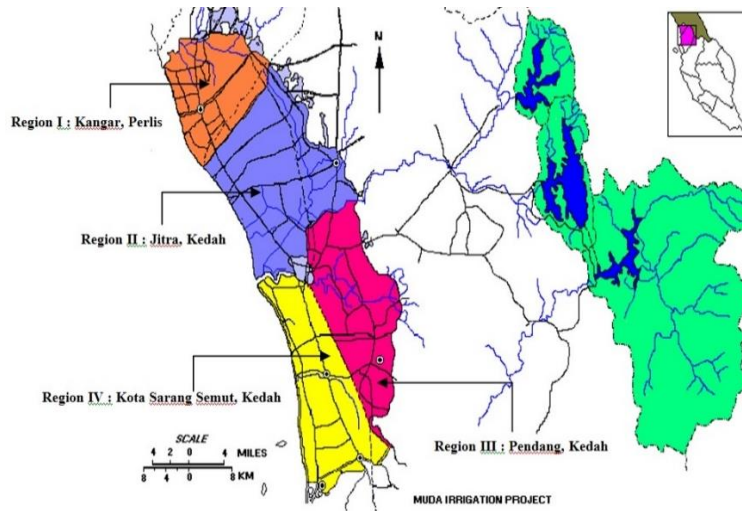 N
Region I : Kangar, Perlis
Region II : Jitra, Kedah
Region IV : Kota Sarang Semut, Kedah
Region III : Pendang, Kedah
SCALE
4 0 4 MILES
8 4 0 4 8 KM
MUDA IRRIGATION PROJECT